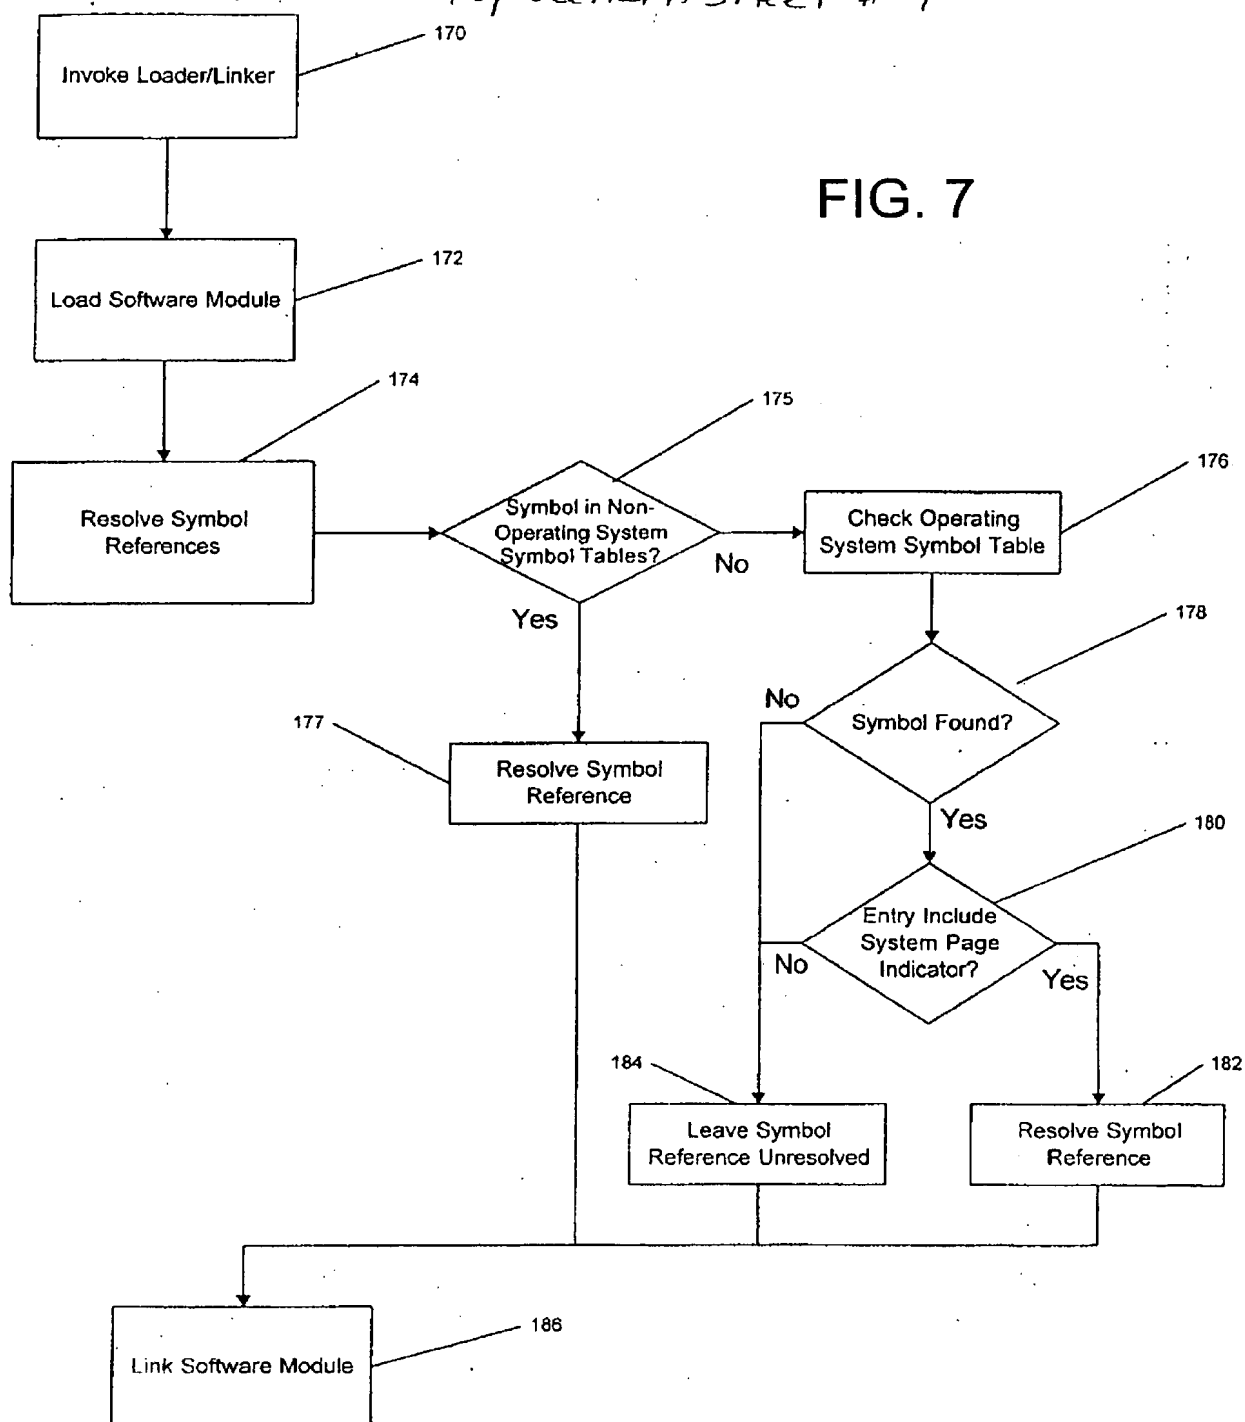 170
Invoke Loader/Linker
FIG. 7
172
Load Software Module
174
175
176
Resolve Symbol
References
Symbol in Non-
Operating System
Symbol Tables?
No
Yes
Check Operating
System Symbol Table
178
No
Symbol Found?
Yes
177
Resolve Symbol
Reference
180
Entry Include
System Page
Indicator?
No
Yes
184
182
Leave Symbol
Reference Unresolved
Resolve Symbol
Reference
186
Link Software Module